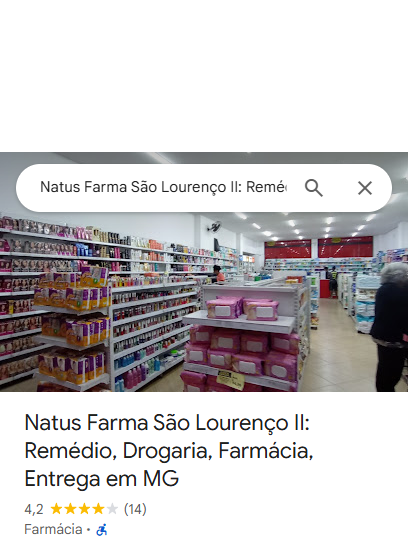 Natus Farma São Lourenço II: Remé
Natus Farma São Lourenço II:
Remédio, Drogaria, Farmácia,
Entrega em MG
4,2 (14)
Farmácia ·